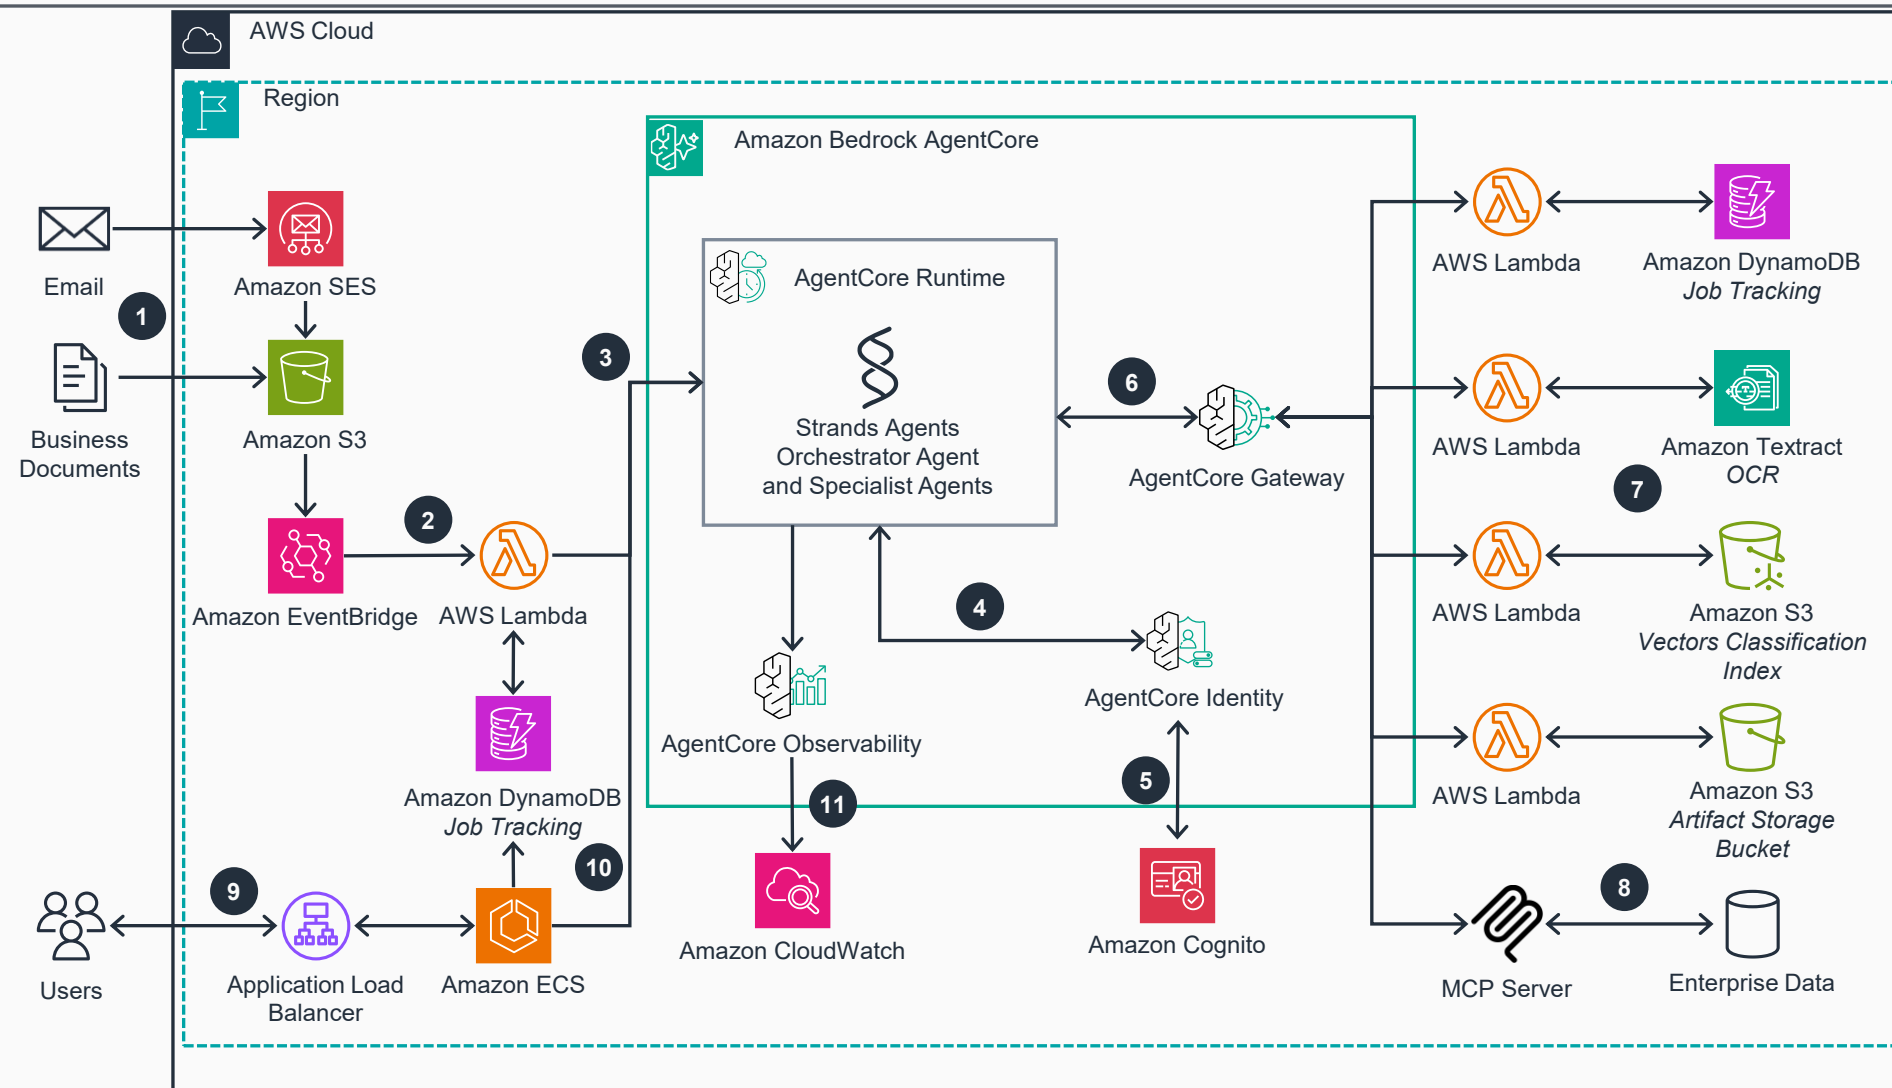 AWS Cloud
Region
Amazon Bedrock AgentCore
Email
Amazon SES
1
Business
Documents
Amazon S3
2
Amazon EventBridge
AWS Lambda
Amazon DynamoDB
Job Tracking
3
AgentCore Runtime
Strands Agents
Orchestrator Agent
and Specialist Agents
6
AgentCore Gateway
4
AgentCore Identity
AgentCore Observability
5
11
Amazon CloudWatch
Amazon Cognito
9
10
Users
Application Load
Balancer
Amazon ECS
AWS Lambda
Amazon DynamoDB
Job Tracking
AWS Lambda
Amazon Textract
OCR
7
AWS Lambda
Amazon S3
Vectors Classification
Index
AWS Lambda
Amazon S3
Artifact Storage
Bucket
8
MCP Server
Enterprise Data